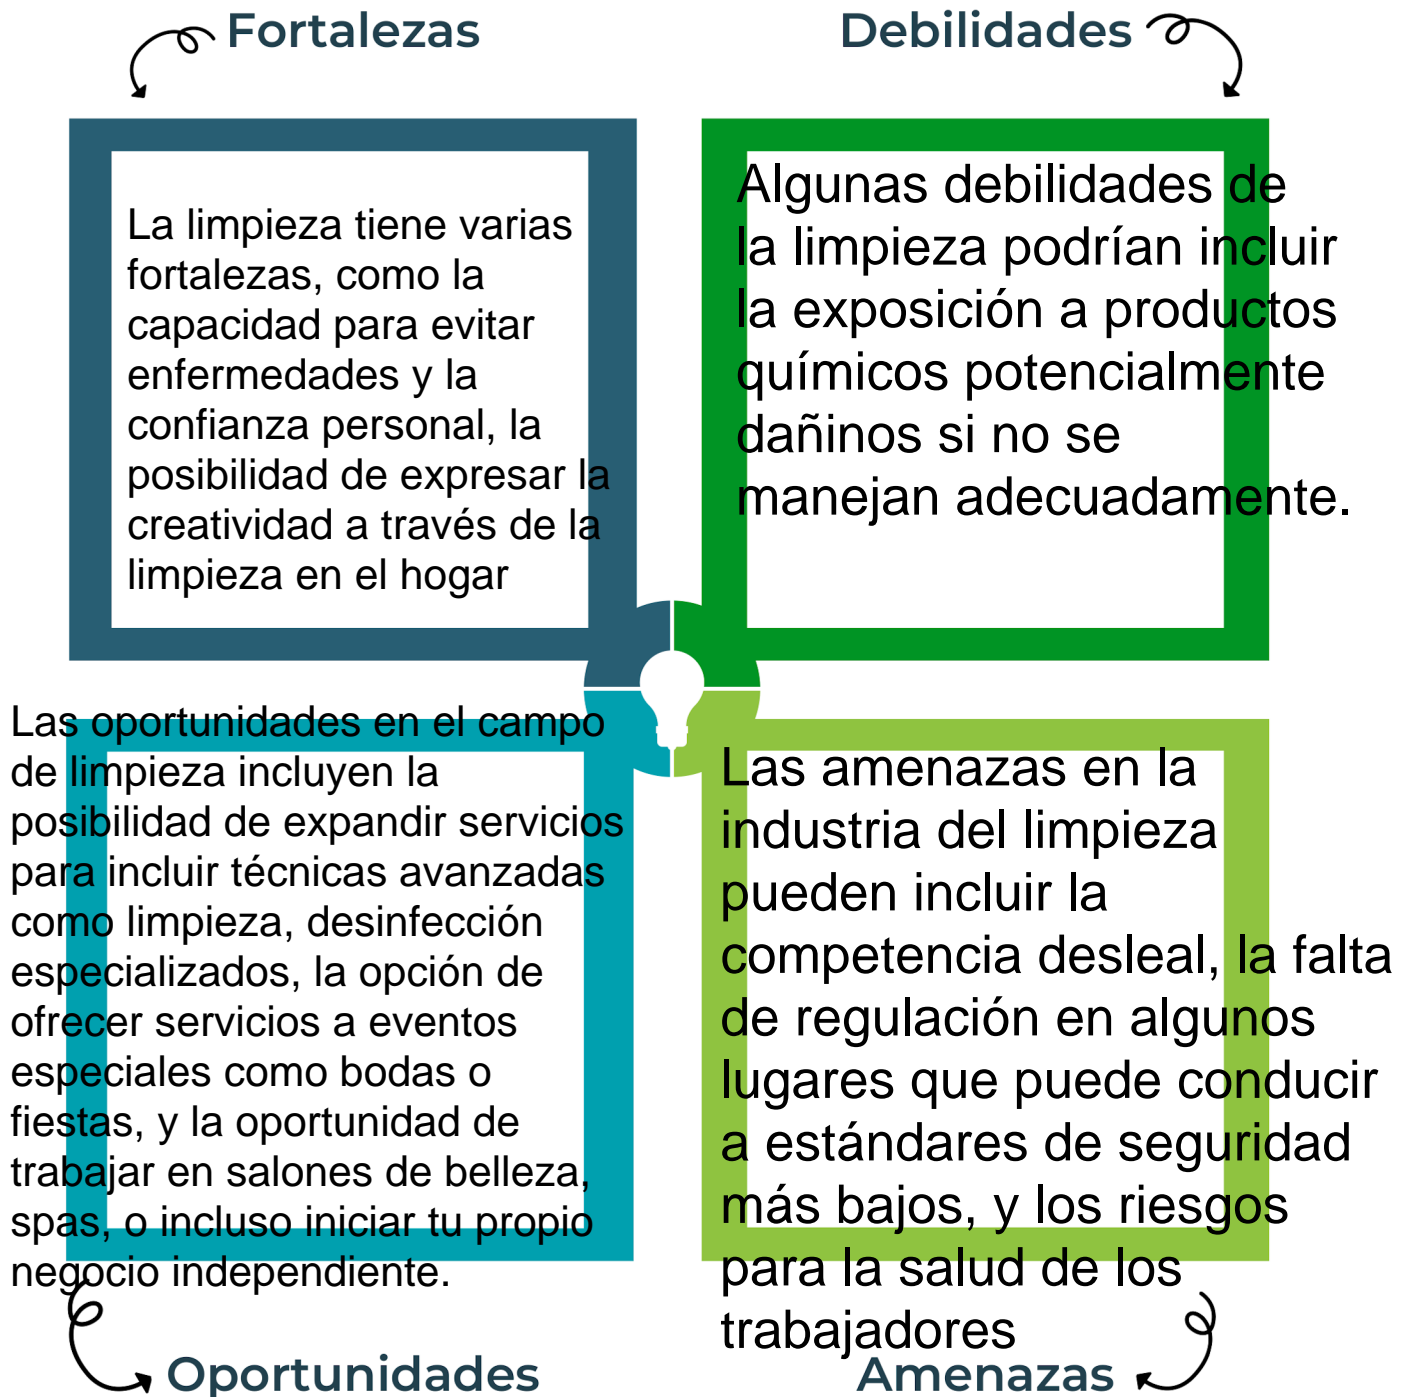 Fortalezas
La limpieza tiene varias
fortalezas, como la
capacidad para evitar
enfermedades y la
confianza personal, la
posibilidad de expresar la
creatividad a través de la
limpieza en el hogar
Debilidades
Algunas debilidades de
la limpieza podrían incluir
la exposición a productos
químicos potencialmente
dañinos si no se
manejan adecuadamente.
Las oportunidades en el campo
de limpieza incluyen la
posibilidad de expandir servicios
para incluir técnicas avanzadas
como limpieza, desinfección
especializados, la opción de
ofrecer servicios a eventos
especiales como bodas o
fiestas, y la oportunidad de
trabajar en salones de belleza,
spas, o incluso iniciar tu propio
negocio independiente.
Oportunidades
Las amenazas en la
industria del limpieza
pueden incluir la
competencia desleal, la falta
de regulación en algunos
lugares que puede conducir
a estándares de seguridad
más bajos, y los riesgos
para la salud de los
trabajadores
Amenazas